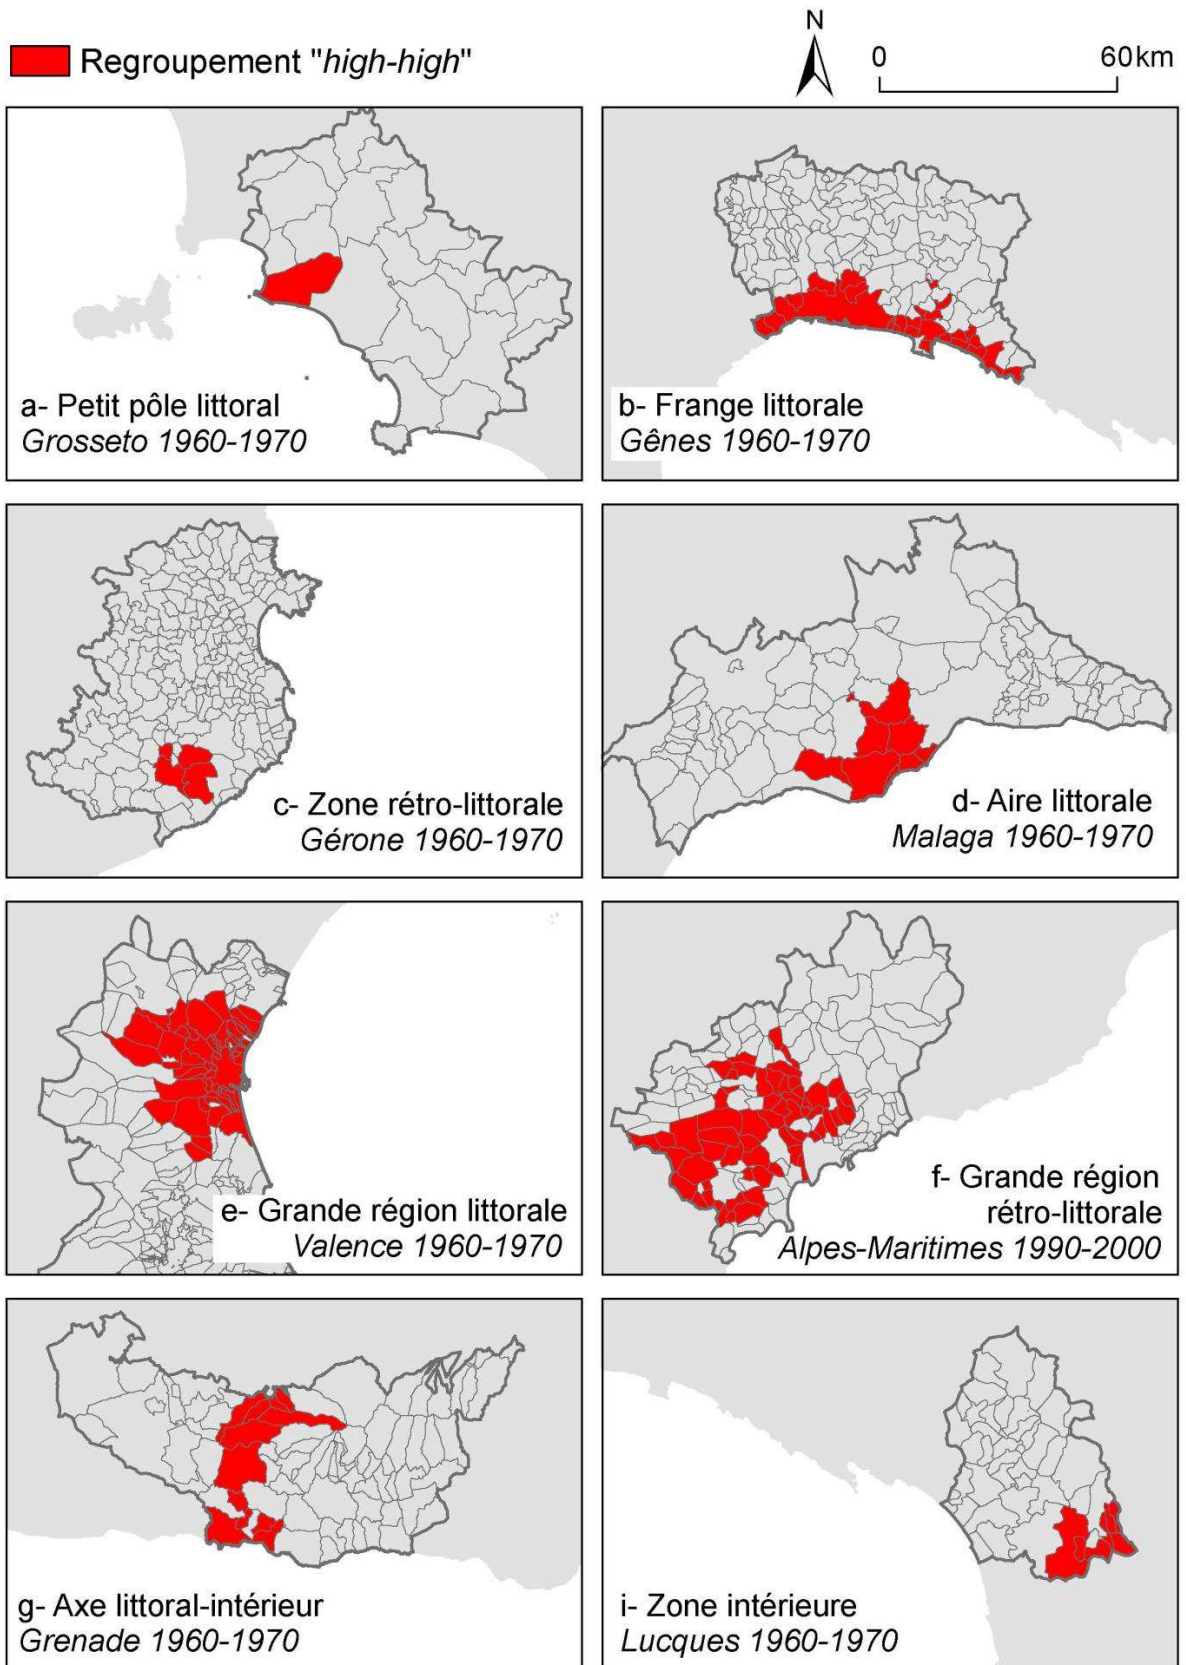 Regroupement "high-high"
N
0 60km
a- Petit pôle littoral
Grosseto 1960-1970
b- Frange littorale
Gênes 1960-1970
c- Zone rétro-littorale
Gérone 1960-1970
d- Aire littorale
Malaga 1960-1970
e- Grande région littorale
Valence 1960-1970
f- Grande région
rétro-littorale
Alpes-Maritimes 1990-2000
g- Axe littoral-intérieur
Grenade 1960-1970
i- Zone intérieure
Lucques 1960-1970